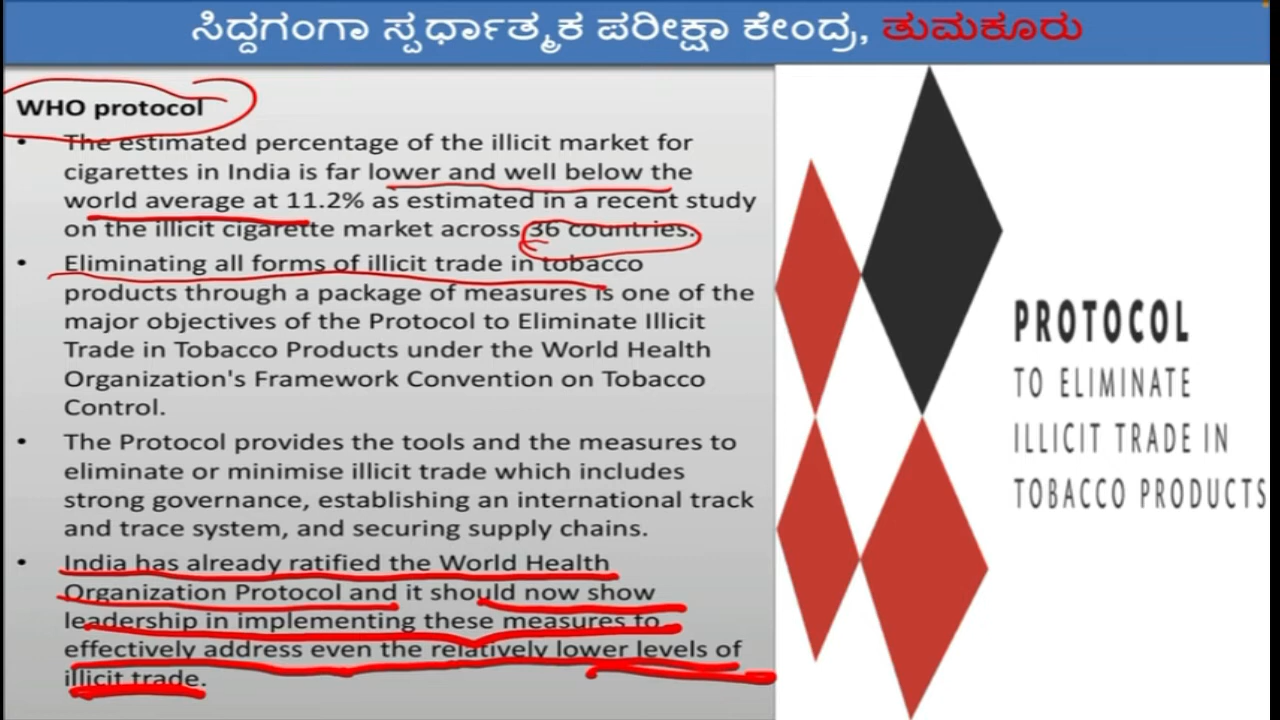 ಸಿದ್ದಗಂಗಾ ಸ್ಪರ್ಧಾತ್ಮಕ ಪರೀಕ್ಷಾ ಕೇಂದ್ರ, ತುಮಕೂರು
WHO protocol
• The estimated percentage of the illicit market for
cigarettes in India is far lower and well below the
world average at 11.2% as estimated in a recent study
on the illicit cigarette market across 36 countries.
• Eliminating all forms of illicit trade in tobacco
products through a package of measures is one of the
major objectives of the Protocol to Eliminate Illicit
Trade in Tobacco Products under the World Health
Organization's Framework Convention on Tobacco
Control.
• The Protocol provides the tools and the measures to
eliminate or minimise illicit trade which includes
strong governance, establishing an international track
and trace system, and securing supply chains.
• India has already ratified the World Health
Organization Protocol and it should now show
leadership in implementing these measures to
effectively address even the relatively lower levels of
illicit trade.
PROTOCOL
TO ELIMINATE
ILLICIT TRADE IN
TOBACCO PRODUCTS